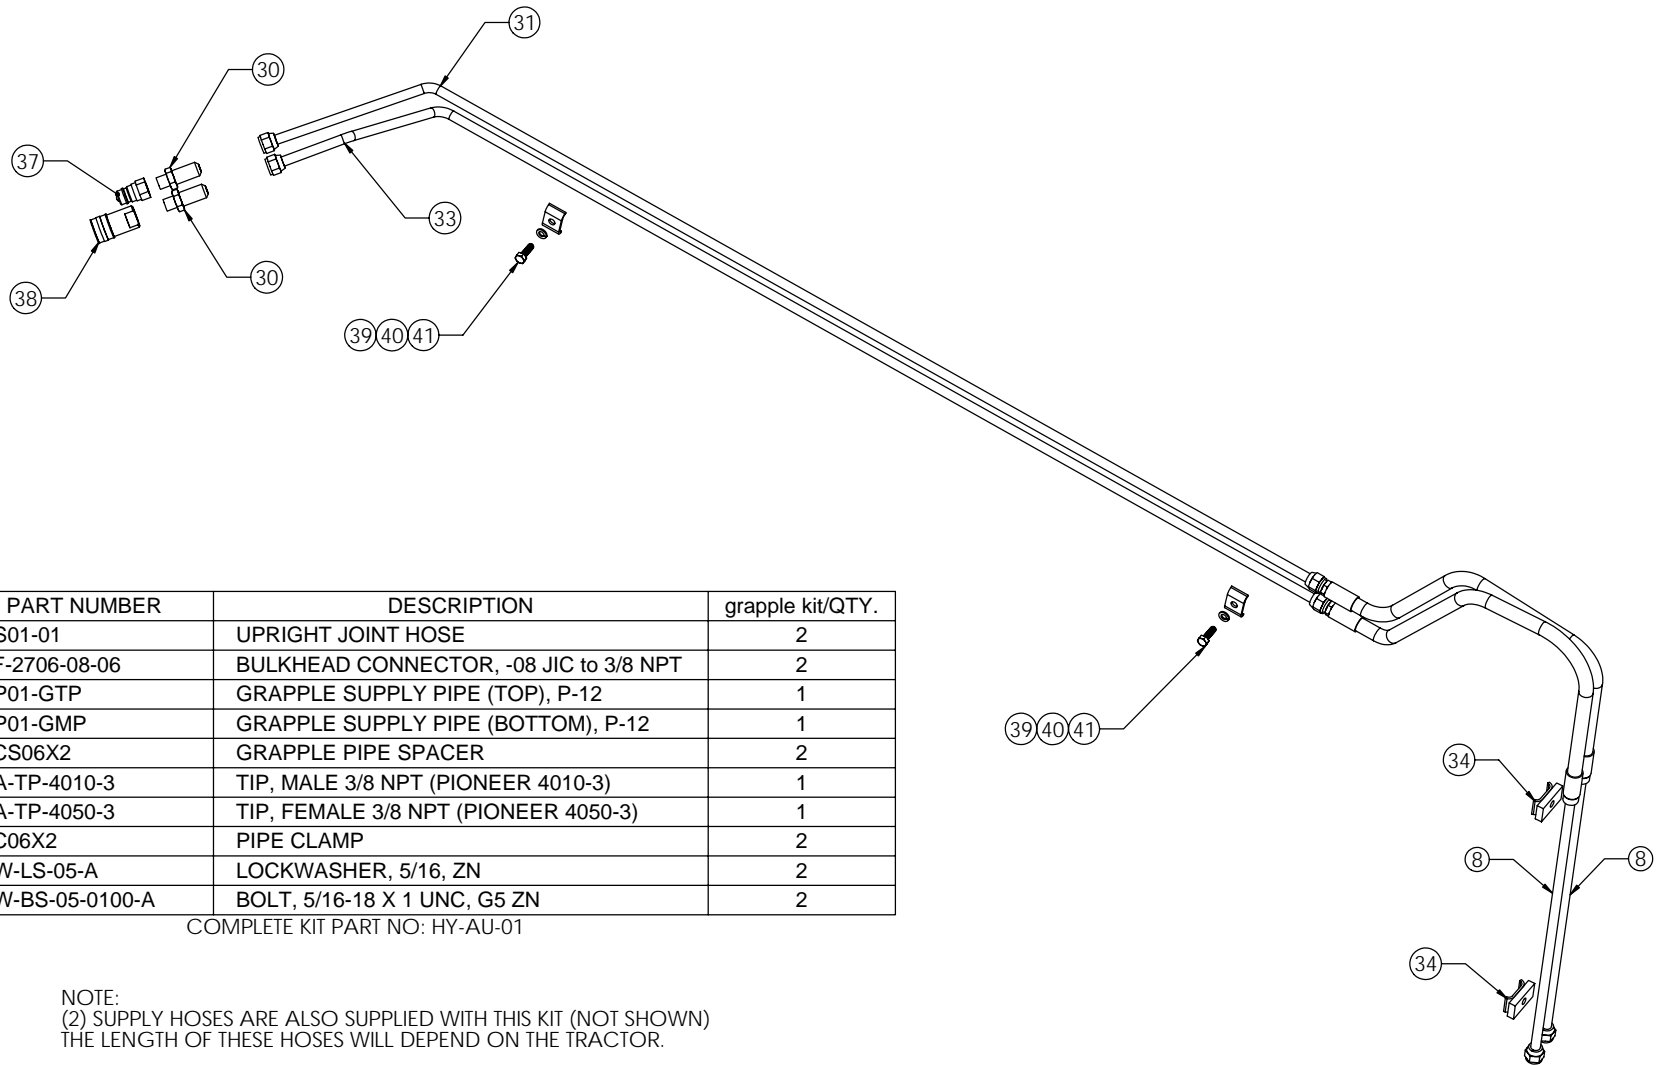 31
30
37
33
30
38
39 40 41
PART NUMBER DESCRIPTION grapple kit/QTY.
S01-01 UPRIGHT JOINT HOSE 2
F-2706-08-06 BULKHEAD CONNECTOR, -08 JIC to 3/8 NPT 2
P01-GTP GRAPPLE SUPPLY PIPE (TOP), P-12 1
P01-GMP GRAPPLE SUPPLY PIPE (BOTTOM), P-12 1
CS06X2 GRAPPLE PIPE SPACER 2
A-TP-4010-3 TIP, MALE 3/8 NPT (PIONEER 4010-3) 1
A-TP-4050-3 TIP, FEMALE 3/8 NPT (PIONEER 4050-3) 1
C06X2 PIPE CLAMP 2
W-LS-05-A LOCKWASHER, 5/16, ZN 2
W-BS-05-0100-A BOLT, 5/16-18 X 1 UNC, G5 ZN 2
COMPLETE KIT PART NO: HY-AU-01
39 40 41
34
8
8
34
NOTE:
(2) SUPPLY HOSES ARE ALSO SUPPLIED WITH THIS KIT (NOT SHOWN)
THE LENGTH OF THESE HOSES WILL DEPEND ON THE TRACTOR.